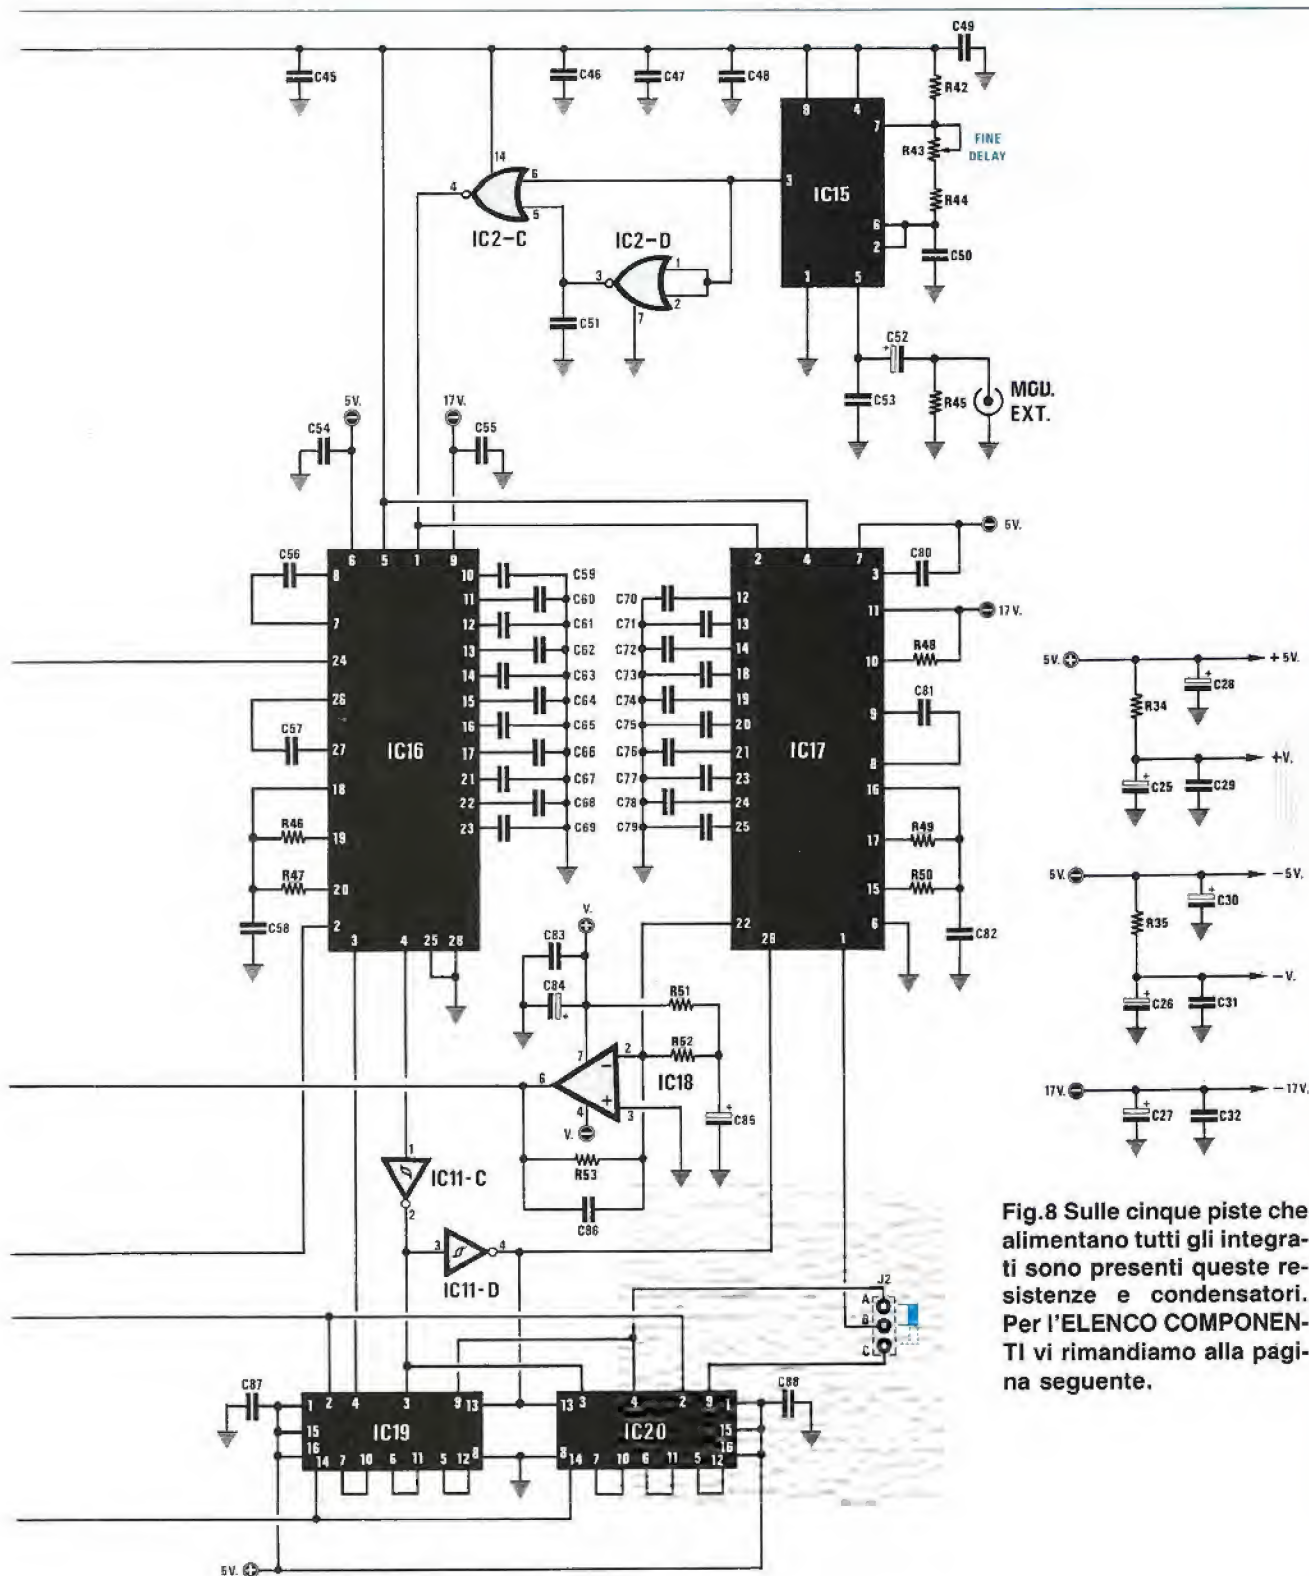 C49
C45
C46
C47
C48
R42
8
4
7
FINE
DELAY
R43
14
6
4
5
3
IC15
R44
IC2-C
IC2-D
6
2
C50
3
1
2
7
1
5
C51
C52
+
C53
R45
MOD.
EXT.
5V.
17V.
C54
C55
5V.
6
5
1
9
2
4
7
C80
3
C56
8
7
24
26
C57
27
18
R46
19
R47
20
2
C58
IC16
10
11
12
13
14
15
16
17
21
22
23
C59
C60
C61
C62
C63
C64
C65
C66
C67
C68
C69
3
4
25
28
C70
C71
C72
C73
C74
C75
C76
C77
C78
C79
12
13
14
18
19
20
21
23
24
25
22
IC17
11
17V.
10
R48
9
C81
8
16
17
R49
15
R50
6
C82
28
1
5V.
+5V.
C28
+
R34
+V.
C25
+
C29
5V.
-5V.
C30
+
R35
-V.
C26
+
C31
17V.
-17V.
C27
+
C32
V.
C83
C84
+
R51
7
2
R52
6
IC18
4
3
V.
+
C85
R53
C86
1
IC11-C
2
3
4
IC11-D
J2
A
B
C
C87
1
2
4
3
9
13
15
16
IC19
8
14
7
10
6
11
5
12
13
3
4
2
9
1
C88
IC20
15
16
8
14
7
10
6
11
5
12
5V.
Fig.8 Sulle cinque piste che
alimentano tutti gli integra-
ti sono presenti queste re-
sistenze e condensatori.
Per l'ELENCO COMPONEN-
TI vi rimandiamo alla pagi-
na seguente.